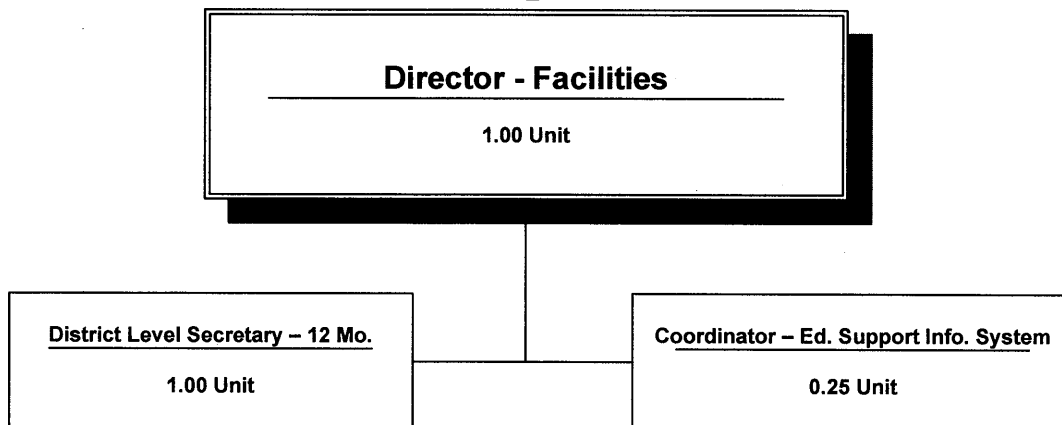 Director - Facilities
1.00 Unit
District Level Secretary – 12 Mo.
1.00 Unit
Coordinator – Ed. Support Info. System
0.25 Unit